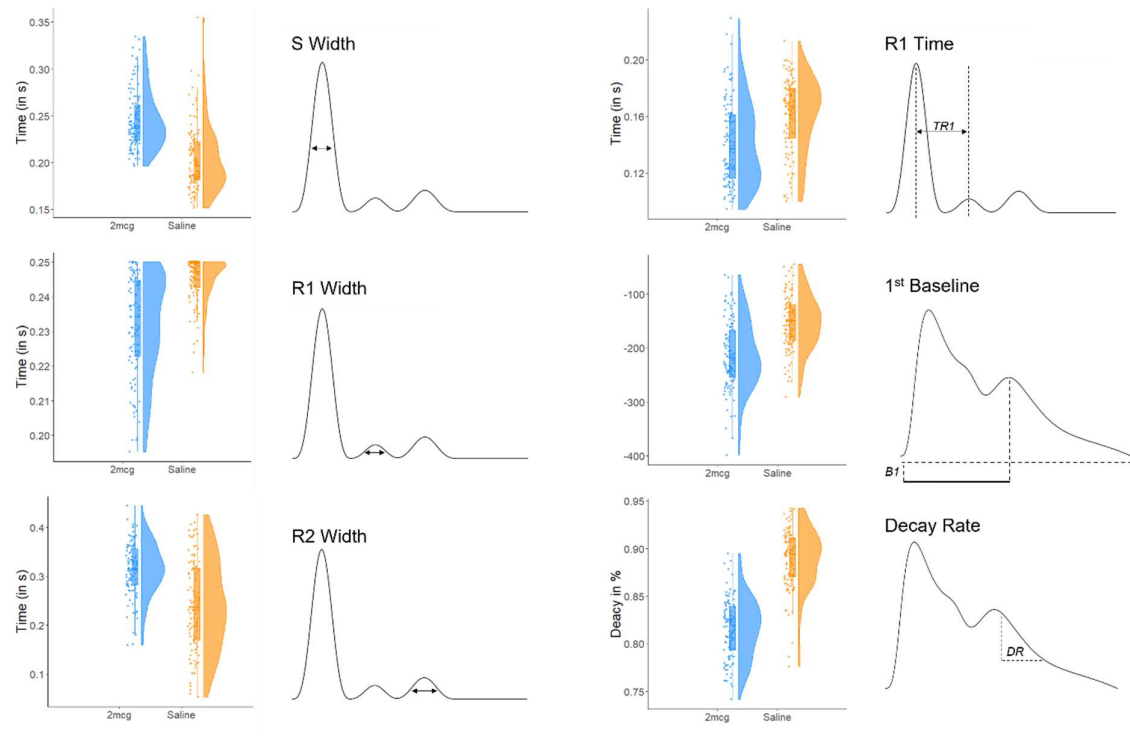 Time (in s)
0.35
0.30
0.25
0.20
0.15
2mcg
Saline
S Width
Time (in s)
0.20
0.16
0.12
2mcg
Saline
R1 Time
TR1
Time (in s)
0.25
0.24
0.23
0.22
0.21
0.20
2mcg
Saline
R1 Width
-100
-200
-300
-400
2mcg
Saline
1st Baseline
B1
Time (in s)
0.4
0.3
0.2
0.1
2mcg
Saline
R2 Width
Deacy in %
0.95
0.90
0.85
0.80
0.75
2mcg
Saline
Decay Rate
DR